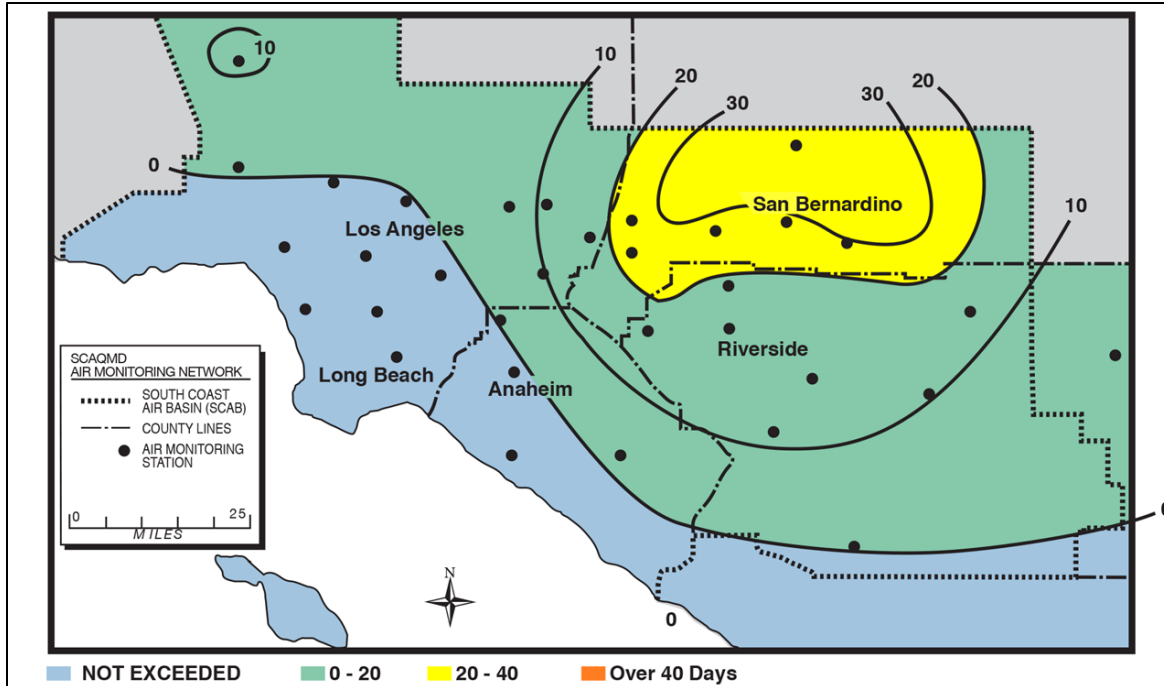 10
10
20
20
30
30
0
10
San Bernardino
Los Angeles
Riverside
Long Beach
Anaheim
SCAQMD
AIR MONITORING NETWORK
SOUTH COAST
AIR BASIN (SCAB)
COUNTY LINES
AIR MONITORING
STATION
0 25
MILES
N
0
NOT EXCEEDED 0 - 20 20 - 40 Over 40 Days